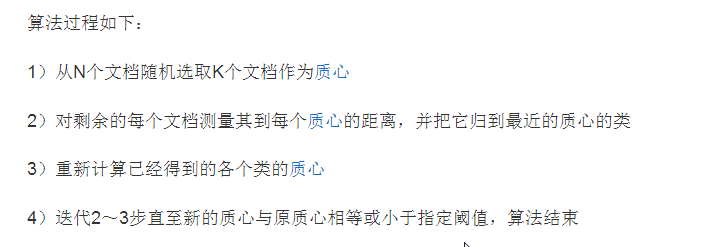 算法过程如下：
1）从N个文档随机选取K个文档作为质心
2）对剩余的每个文档测量其到每个质心的距离，并把它归到最近的质心的类
3）重新计算已经得到的各个类的质心
4）迭代2～3步直至新的质心与原质心相等或小于指定阈值，算法结束